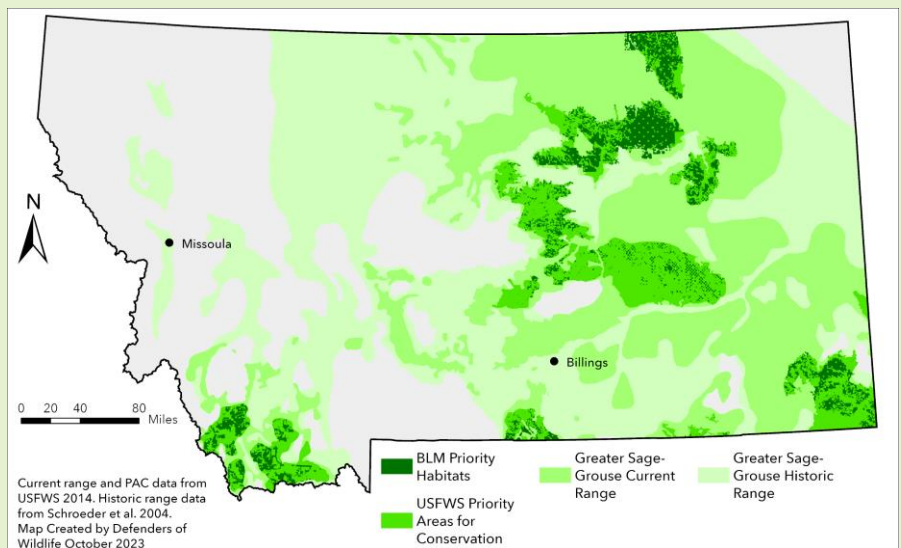 N
Missoula
Billings
0 20 40 80
Miles
Current range and PAC data from
USFWS 2014. Historic range data
from Schroeder et al. 2004.
Map Created by Defenders of
Wildlife October 2023
BLM Priority
Habitats
USFWS Priority
Areas for
Conservation
Greater Sage-
Grouse Current
Range
Greater Sage-
Grouse Historic
Range